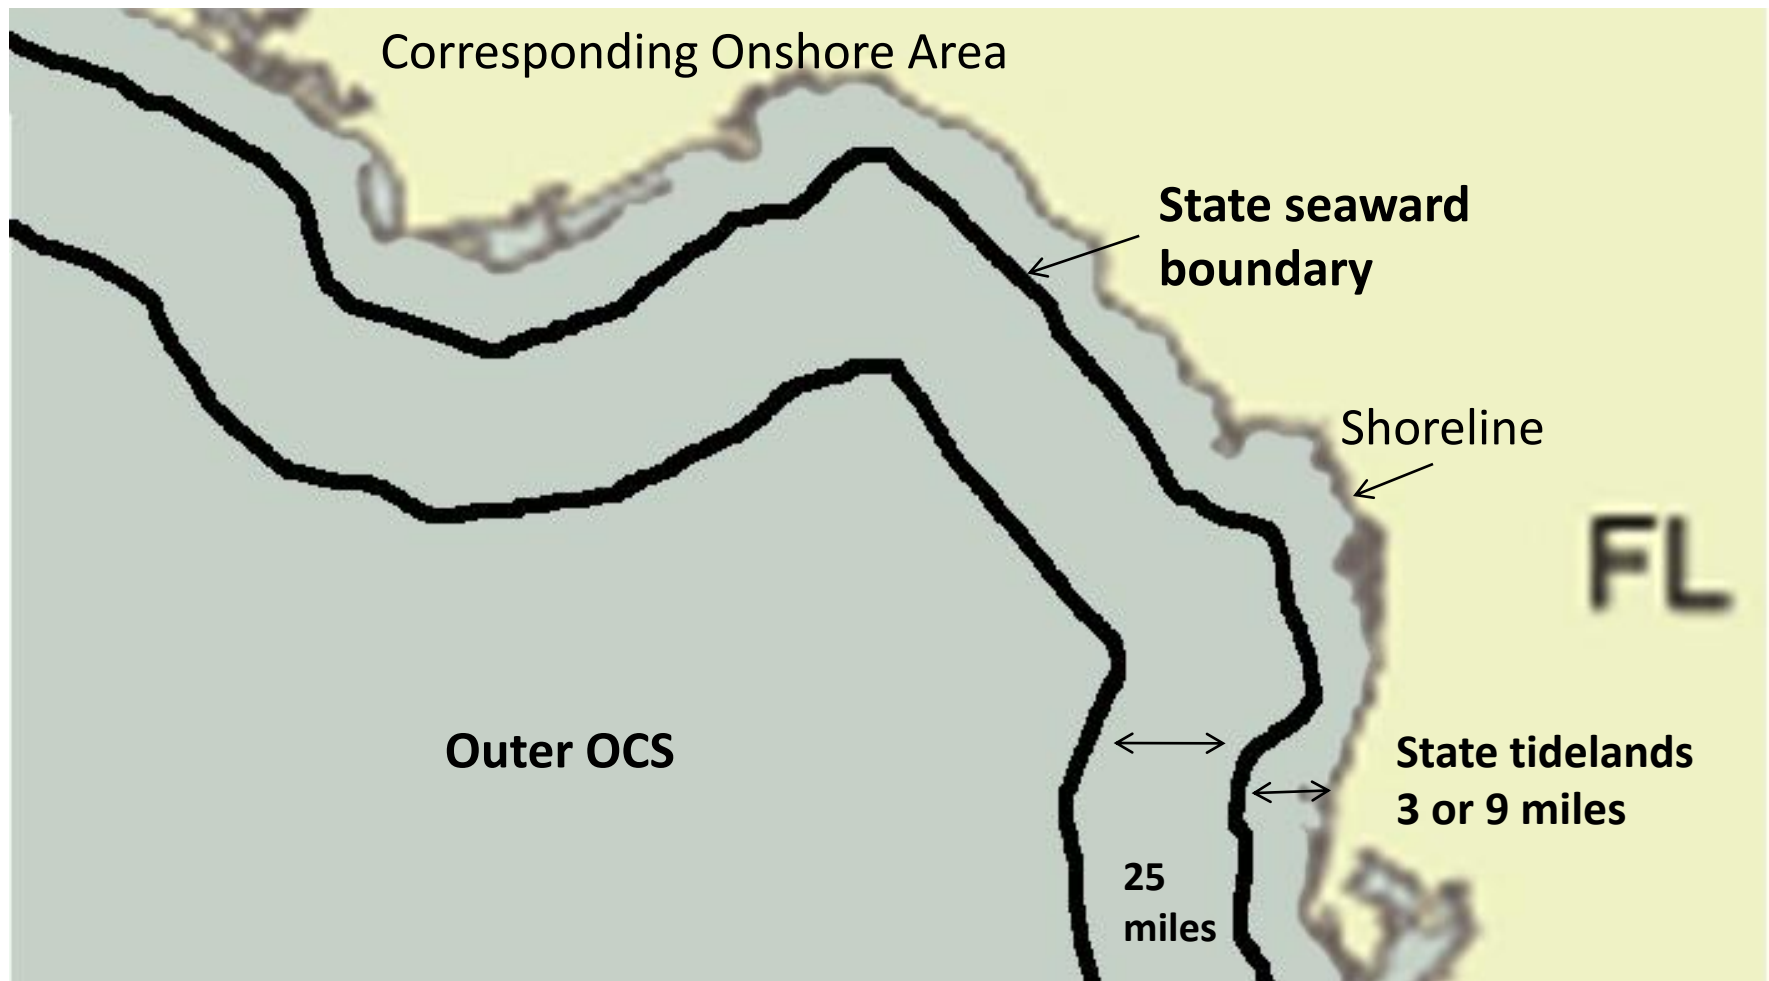 Corresponding Onshore Area
State seaward
boundary
Shoreline
FL
Outer OCS
State tidelands
3 or 9 miles
25
miles